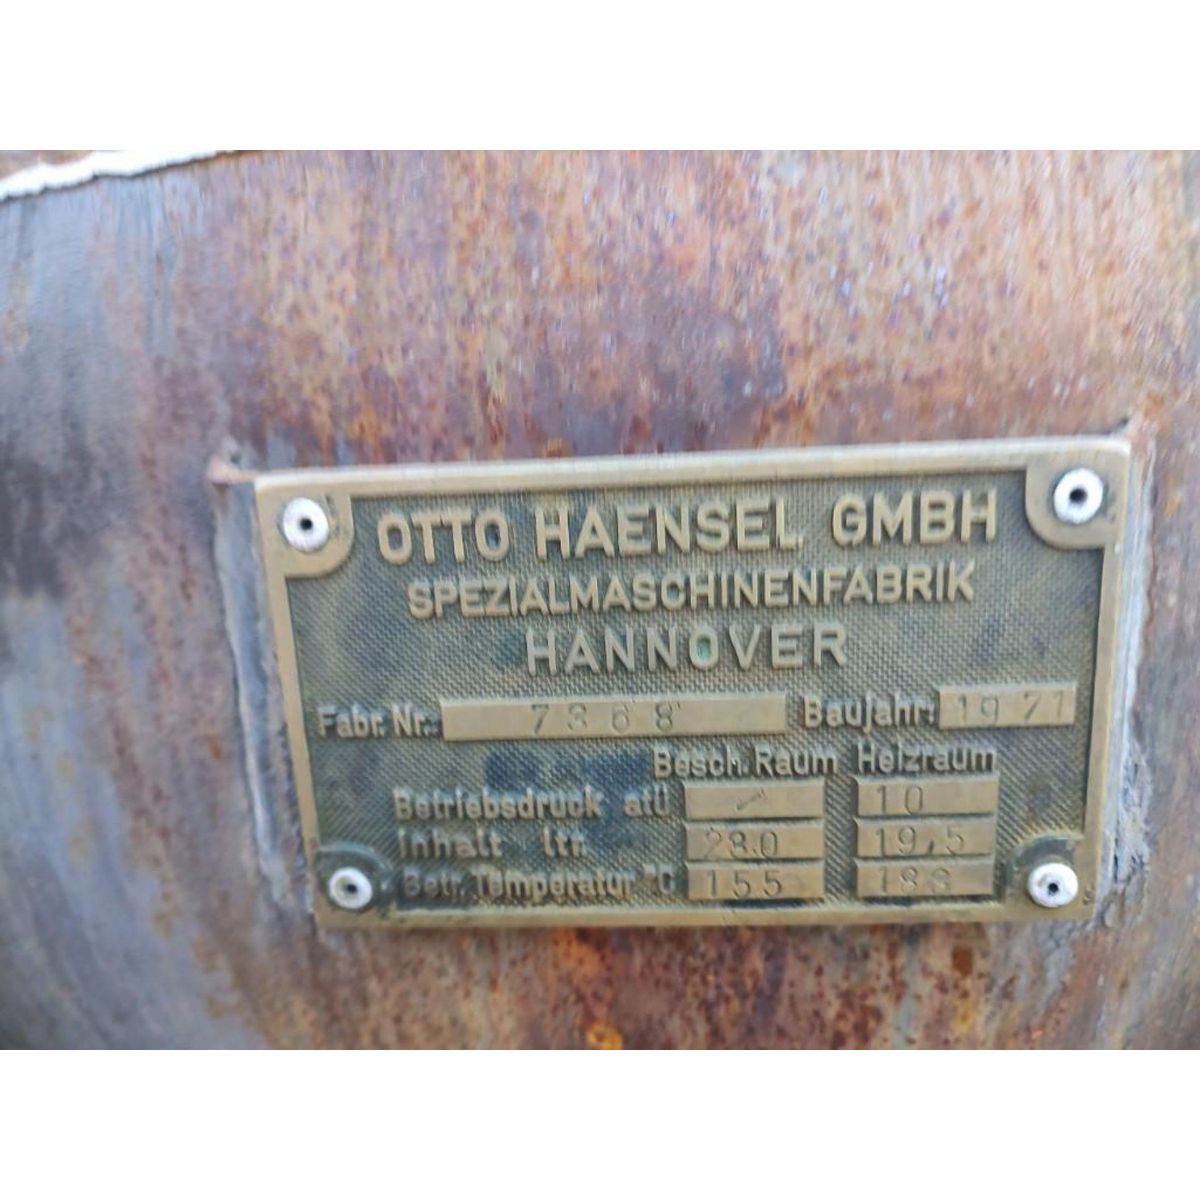 OTTO HAENSEL GMBH
SPEZIALMASCHINENFABRIK
HANNOVER
Fabr. Nr.: 7368 Baujahr: 1971
Besch. Raum Heizraum
Betriebsdruck atü - 10
Inhalt ltr. 280 19,5
Betr. Temperatur °C 155 183